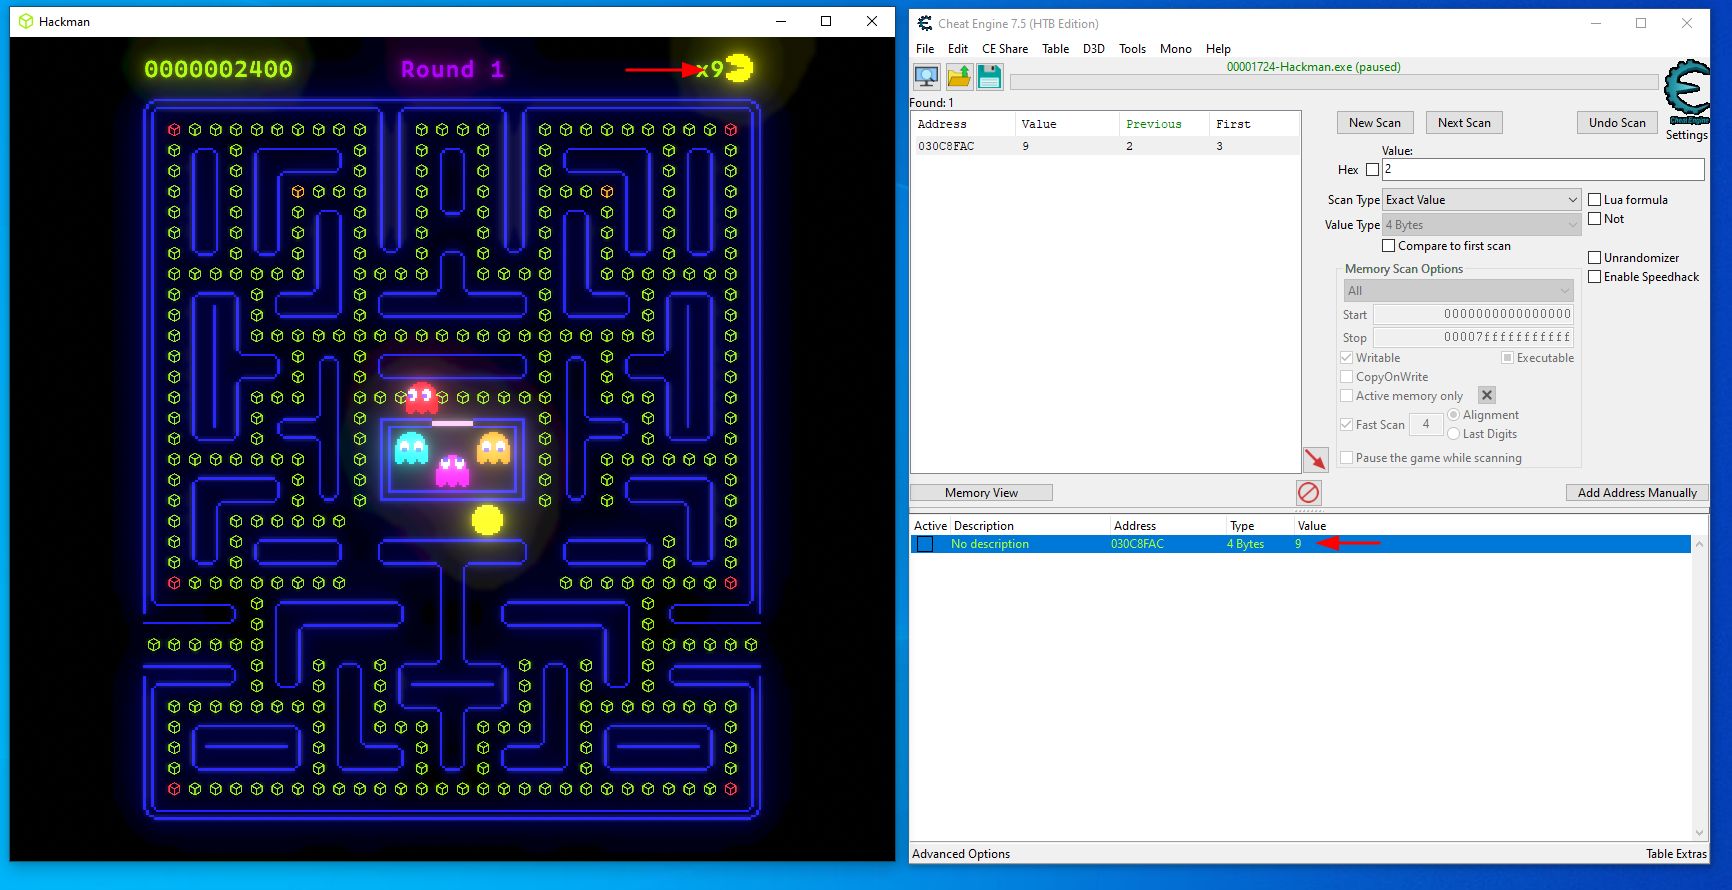 Hackman
0000002400
Round 1
x9
Cheat Engine 7.5 (HTB Edition)
File Edit CE Share Table D3D Tools Mono Help
00001724-Hackman.exe (paused)
Found: 1
Address Value Previous First
030C8FAC 9 2 3
New Scan Next Scan Undo Scan
Cheat Engine
Settings
Value:
Hex 2
Scan Type Exact Value Lua formula
Not
Value Type 4 Bytes
Compare to first scan
Unrandomizer
Memory Scan Options
Enable Speedhack
All
Start 0000000000000000
Stop 00007fffffffffff
Writable Executable
CopyOnWrite
Active memory only
Fast Scan 4 Alignment
Last Digits
Pause the game while scanning
Memory View Add Address Manually
Active Description Address Type Value
No description 030C8FAC 4 Bytes 9
Advanced Options Table Extras